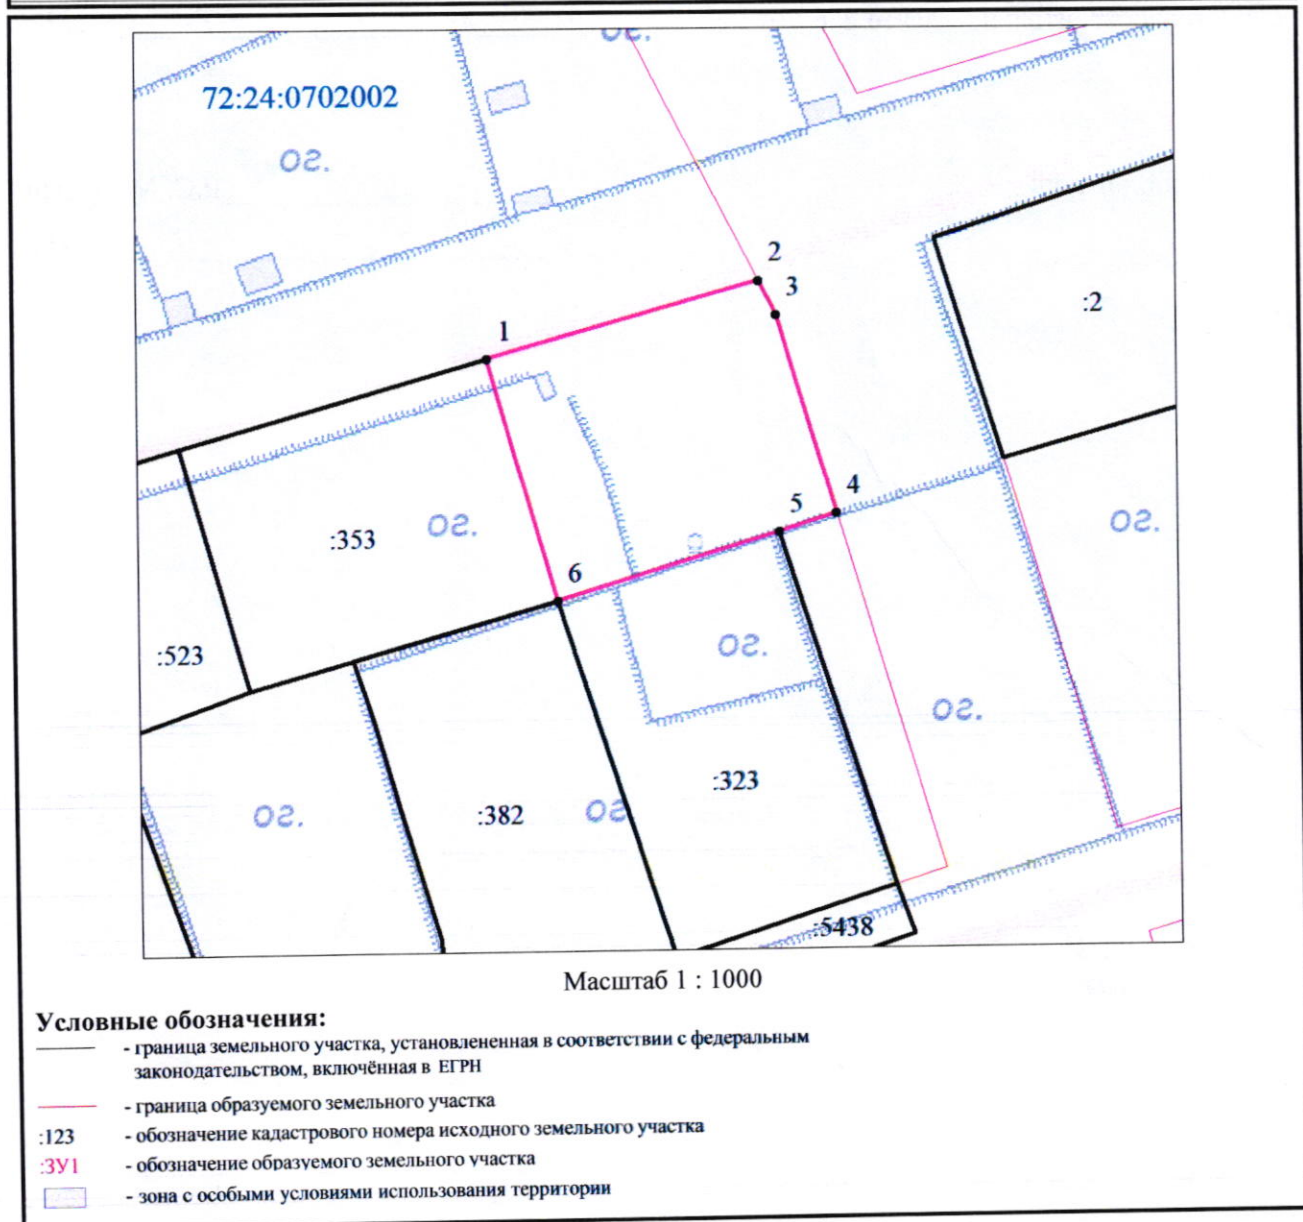 ог.
72:24:0702002
ог.
2
3
:2
1
4
5
ог.
ог.
:353
6
ог.
:523
ог.
:323
:382
ог
ог.
:5438
Масштаб 1 : 1000
Условные обозначения:
- граница земельного участка, установлененная в соответствии с федеральным
законодательством, включённая в ЕГРН
- граница образуемого земельного участка
:123 - обозначение кадастрового номера исходного земельного участка
:ЗУ1 - обозначение образуемого земельного участка
- зона с особыми условиями использования территории